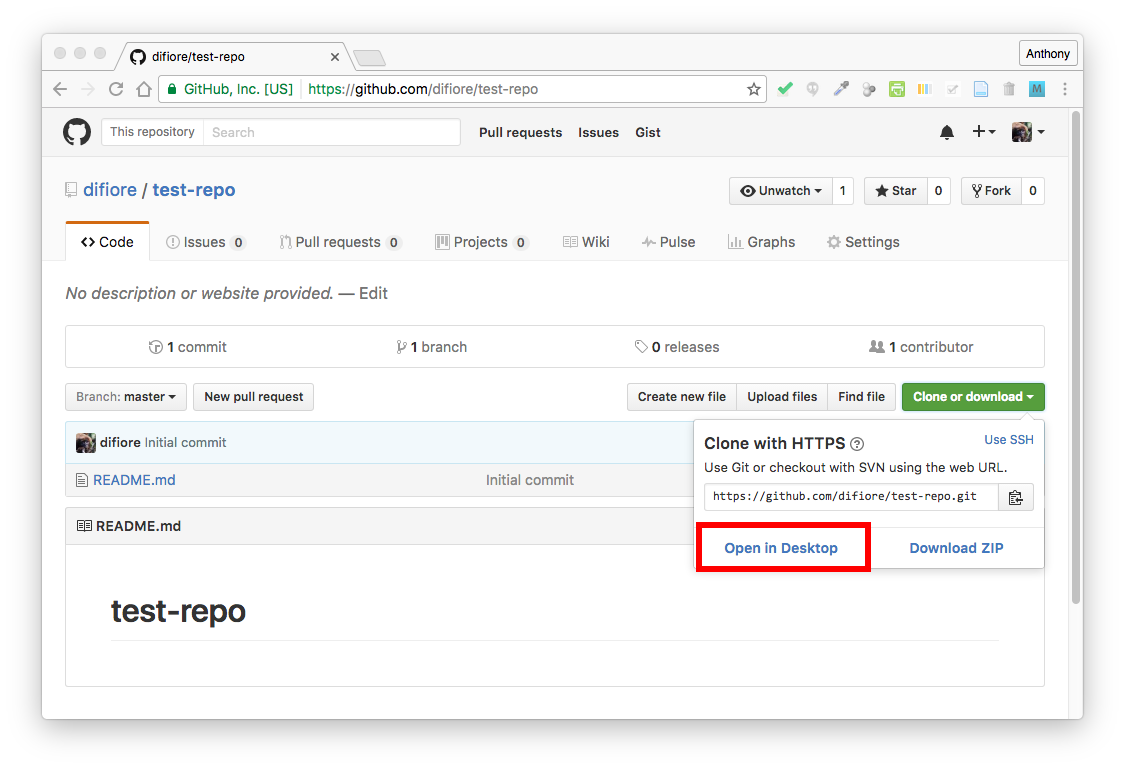 difiore/test-repo
Anthony
GitHub, Inc. [US] https://github.com/difiore/test-repo
M
This repository Search Pull requests Issues Gist
difiore / test-repo Unwatch 1 Star 0 Fork 0
Code Issues 0 Pull requests 0 Projects 0 Wiki Pulse Graphs Settings
No description or website provided. — Edit
1 commit 1 branch 0 releases 1 contributor
Branch: master New pull request Create new file Upload files Find file Clone or download
difiore Initial commit
README.md Initial commit
Clone with HTTPS ? Use SSH
Use Git or checkout with SVN using the web URL.
https://github.com/difiore/test-repo.git
Open in Desktop Download ZIP
README.md
test-repo